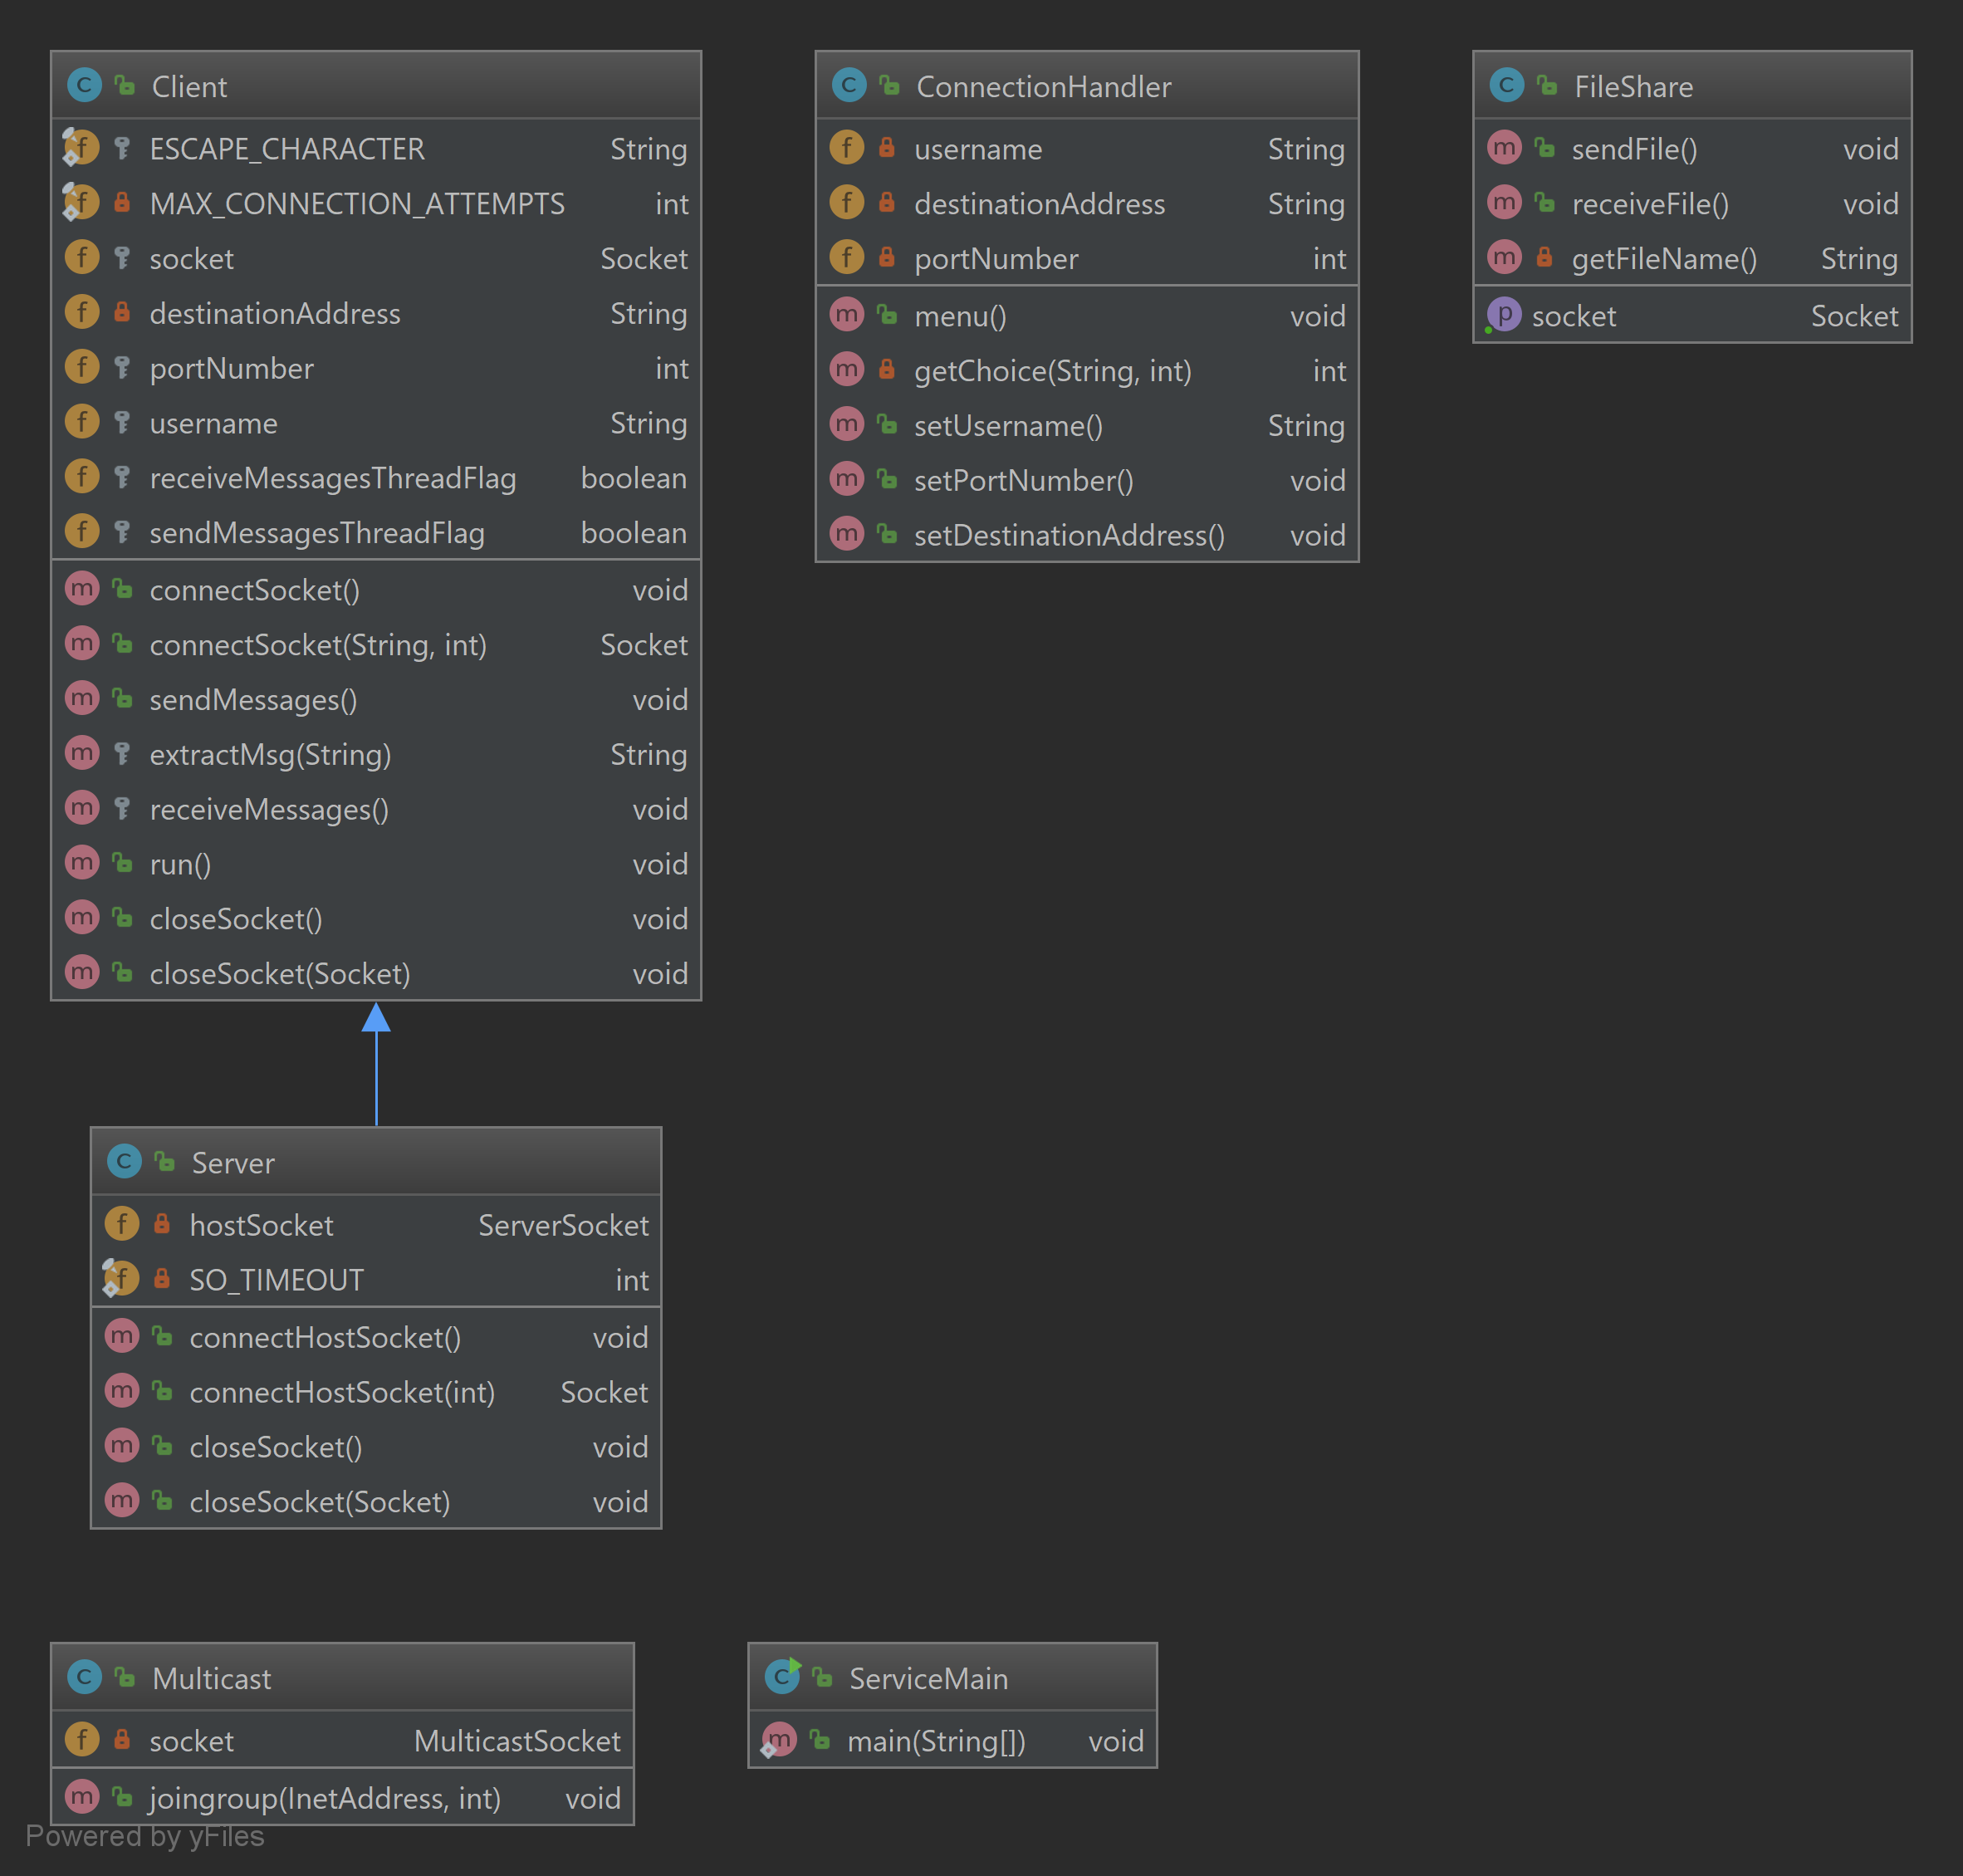 Client
ESCAPE_CHARACTER String
MAX_CONNECTION_ATTEMPTS int
socket Socket
destinationAddress String
portNumber int
username String
receiveMessagesThreadFlag boolean
sendMessagesThreadFlag boolean
connectSocket() void
connectSocket(String, int) Socket
sendMessages() void
extractMsg(String) String
receiveMessages() void
run() void
closeSocket() void
closeSocket(Socket) void
ConnectionHandler
username String
destinationAddress String
portNumber int
menu() void
getChoice(String, int) int
setUsername() String
setPortNumber() void
setDestinationAddress() void
FileShare
sendFile() void
receiveFile() void
getFileName() String
socket Socket
Server
hostSocket ServerSocket
SO_TIMEOUT int
connectHostSocket() void
connectHostSocket(int) Socket
closeSocket() void
closeSocket(Socket) void
Multicast
socket MulticastSocket
joingroup(InetAddress, int) void
ServiceMain
main(String[]) void
Powered by yFiles